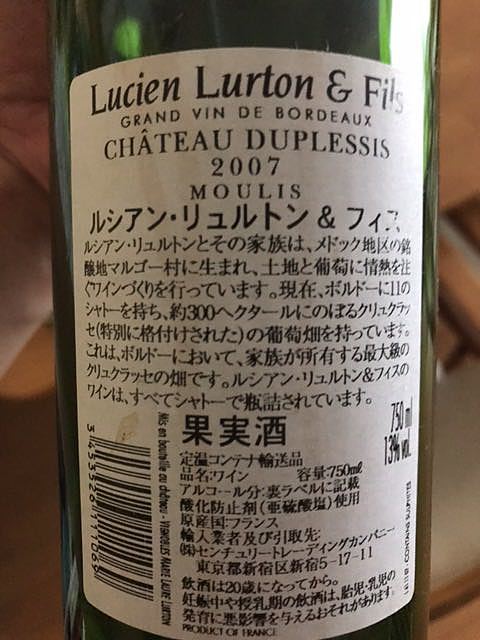 Lucien Lurton & Fils
GRAND VIN DE BORDEAUX
CHÂTEAU DUPLESSIS
2007
MOULIS
ルシアン・リュルトン & フィス
ルシアン・リュルトンとその家族は、メドック地区の銘
醸地マルゴー村に生まれ、土地と葡萄に情熱を注
ぐワインづくりを行っています。現在、ボルドーに11の
シャトーを持ち、約300ヘクタールにのぼるクリュクラッ
セ(特別に格付けされた)の葡萄畑を持っています。
これは、ボルドーにおいて、家族が所有する最大級の
クリュクラッセの畑です。ルシアン・リュルトン&フィスの
ワインは、すべてシャトーで瓶詰されています。
750 ml
13% vol.
果実酒
定温コンテナ輸送品
品名:ワイン 容量:750ml
アルコール分:裏ラベルに記載
酸化防止剤(亜硫酸塩)使用
原産国:フランス
輸入業者及び引取先:
㈱センチュリートレーディングカンパニー
東京都新宿区新宿5-17-11
飲酒は20歳になってから。
妊娠中や授乳期の飲酒は、胎児・乳児の
発育に悪影響を与えるおそれがあります。
PRODUCT OF FRANCE
Mis en bouteille au château - VIGNOBLES LUCIEN LURTON
CONTAINS SULPHITES